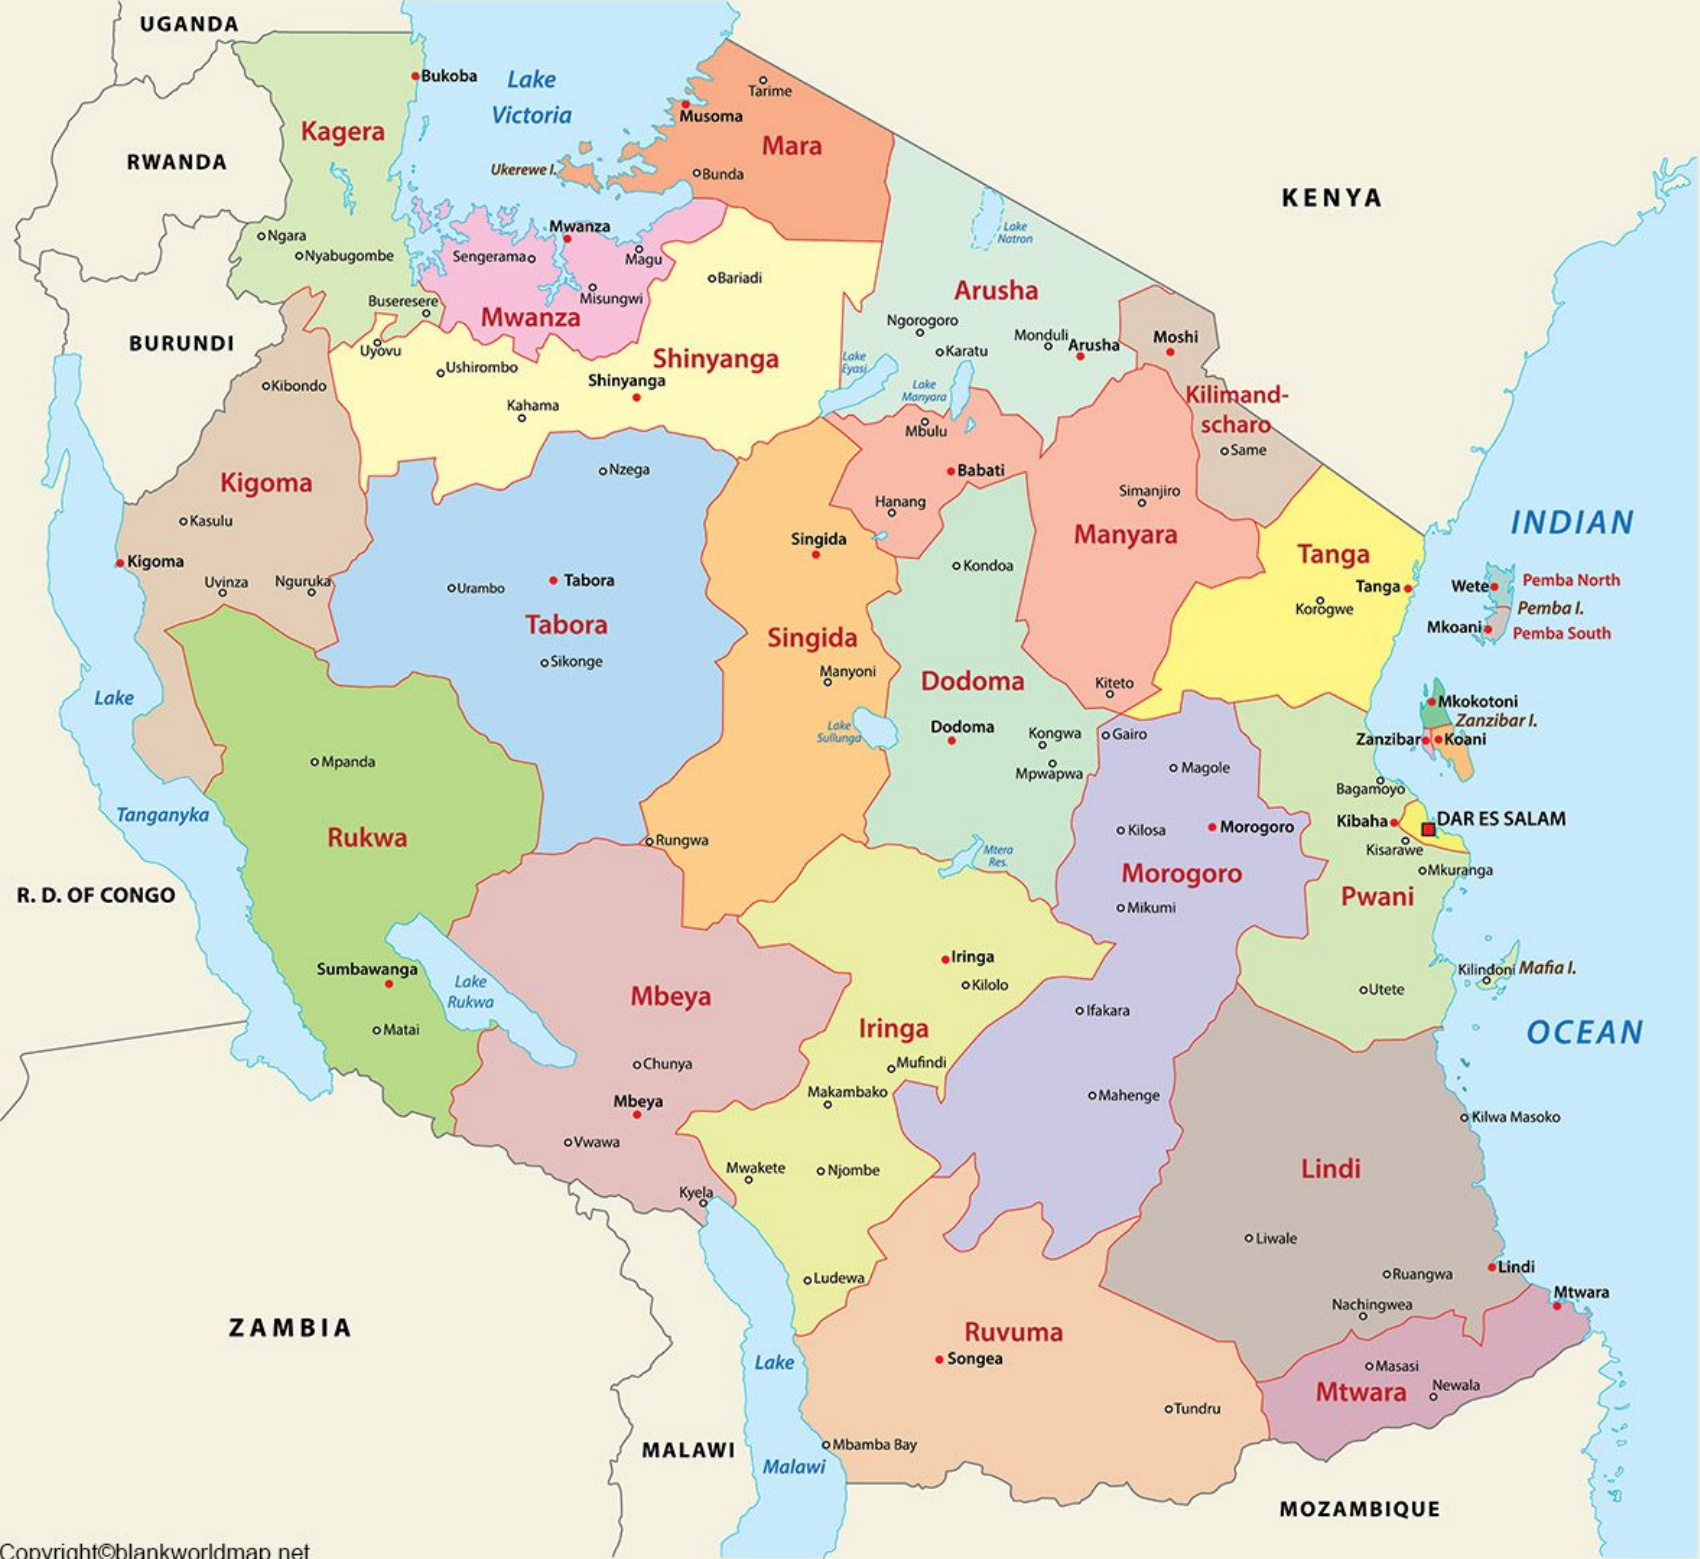 UGANDA
Bukoba
Lake
Victoria
Tarime
Musoma
Kagera
Mara
RWANDA
Ukerewe I.
Bunda
KENYA
Ngara
Nyabugombe
Mwanza
Sengerama
Magu
Lake
Natron
Bariadi
Buseresere
Misungwi
Mwanza
Arusha
BURUNDI
Uyovu
Ushirombo
Shinyanga
Shinyanga
Kahama
Ngorogoro
Karatu
Monduli
Arusha
Moshi
Lake
Eyasi
Lake
Manyara
Kilimand-
scharo
Kibondo
Mbulu
Same
Kigoma
Nzega
Babati
Hanang
Simanjiro
Kasulu
Manyara
INDIAN
Kigoma
Singida
Tanga
Uvinza
Nguruka
Urambo
Tabora
Kondoa
Tanga
Korogwe
Wete
Pemba North
Pemba I.
Mkoani
Pemba South
Tabora
Singida
Sikonge
Manyoni
Dodoma
Kiteto
Lake
Tanganyka
Lake
Sullunga
Dodoma
Kongwa
Mpwapwa
Gairo
Magole
Mkokotoni
Zanzibar I.
Zanzibar
Koani
Mpanda
Bagamoyo
Rukwa
Rungwa
Mtera
Res.
Kilosa
Morogoro
Kibaha
DAR ES SALAM
Kisarawe
Mkuranga
Morogoro
Pwani
R. D. OF CONGO
Mikumi
Sumbawanga
Lake
Rukwa
Mbeya
Iringa
Kilolo
Kilindoni
Mafia I.
Utete
Matai
Iringa
Ifakara
OCEAN
Chunya
Mufindi
Makambako
Mahenge
Mbeya
Kilwa Masoko
Vwawa
Mwakete
Njombe
Lindi
Kyela
Liwale
Ludewa
Ruangwa
Lindi
Nachingwea
Mtwara
ZAMBIA
Ruvuma
Songea
Lake
Malawi
Masasi
Mtwara
Newala
Tundru
MALAWI
Mbamba Bay
MOZAMBIQUE
Copyright©blankworldmap.net